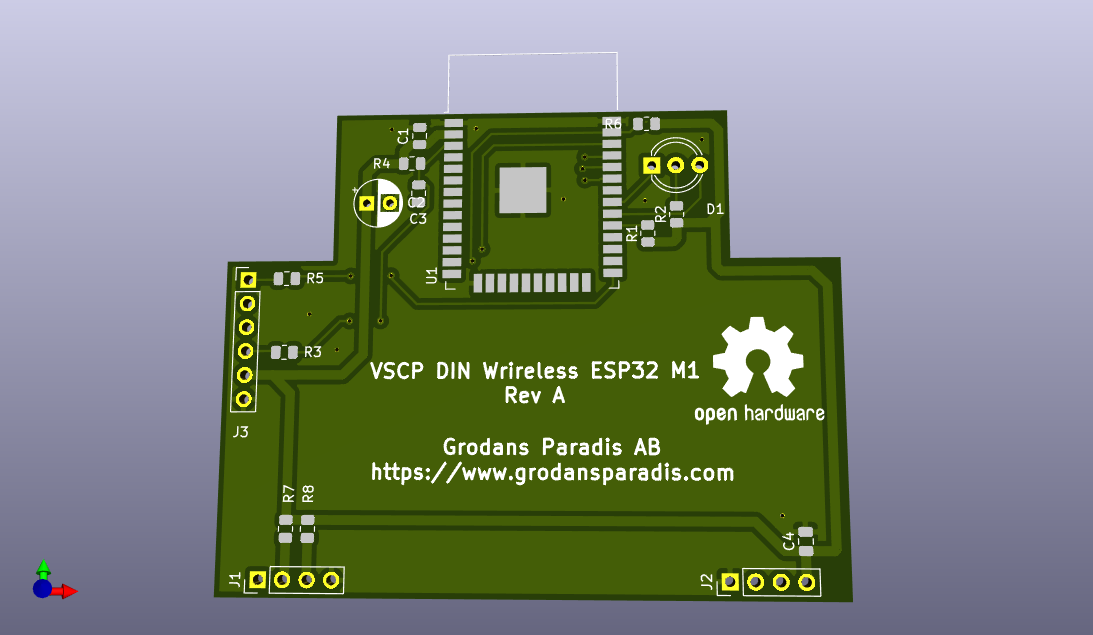 C1
R6
R4
+
C2
C3
R2
D1
R1
U1
R5
R3
VSCP DIN Wrireless ESP32 M1
Rev A
open hardware
J3
Grodans Paradis AB
https://www.grodansparadis.com
R7
R8
C4
J1
J2